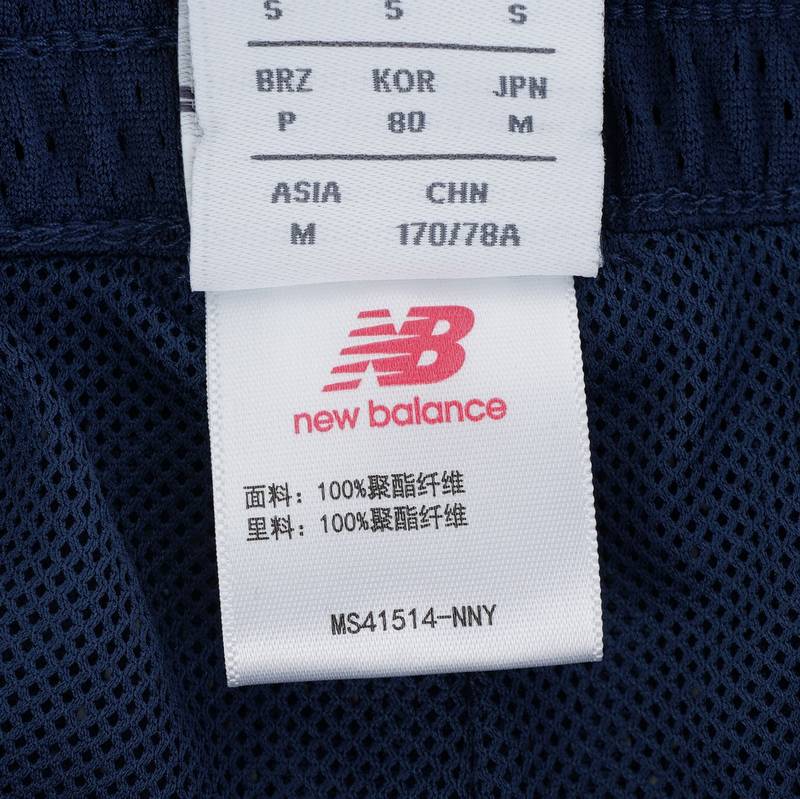 S S S
BRZ KOR JPN
P 80 M
ASIA CHN
M 170/78A
NB
new balance
面料：100%聚酯纤维
里料：100%聚酯纤维
MS41514-NNY